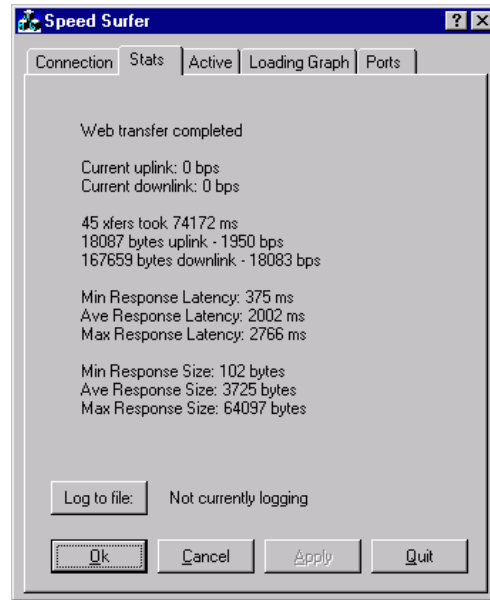 Speed Surfer
Connection Stats Active Loading Graph Ports
Web transfer completed
Current uplink: 0 bps
Current downlink: 0 bps
45 xfers took 74172 ms
18087 bytes uplink - 1950 bps
167659 bytes downlink - 18083 bps
Min Response Latency: 375 ms
Ave Response Latency: 2002 ms
Max Response Latency: 2766 ms
Min Response Size: 102 bytes
Ave Response Size: 3725 bytes
Max Response Size: 64097 bytes
Log to file: Not currently logging
Ok Cancel Apply Quit